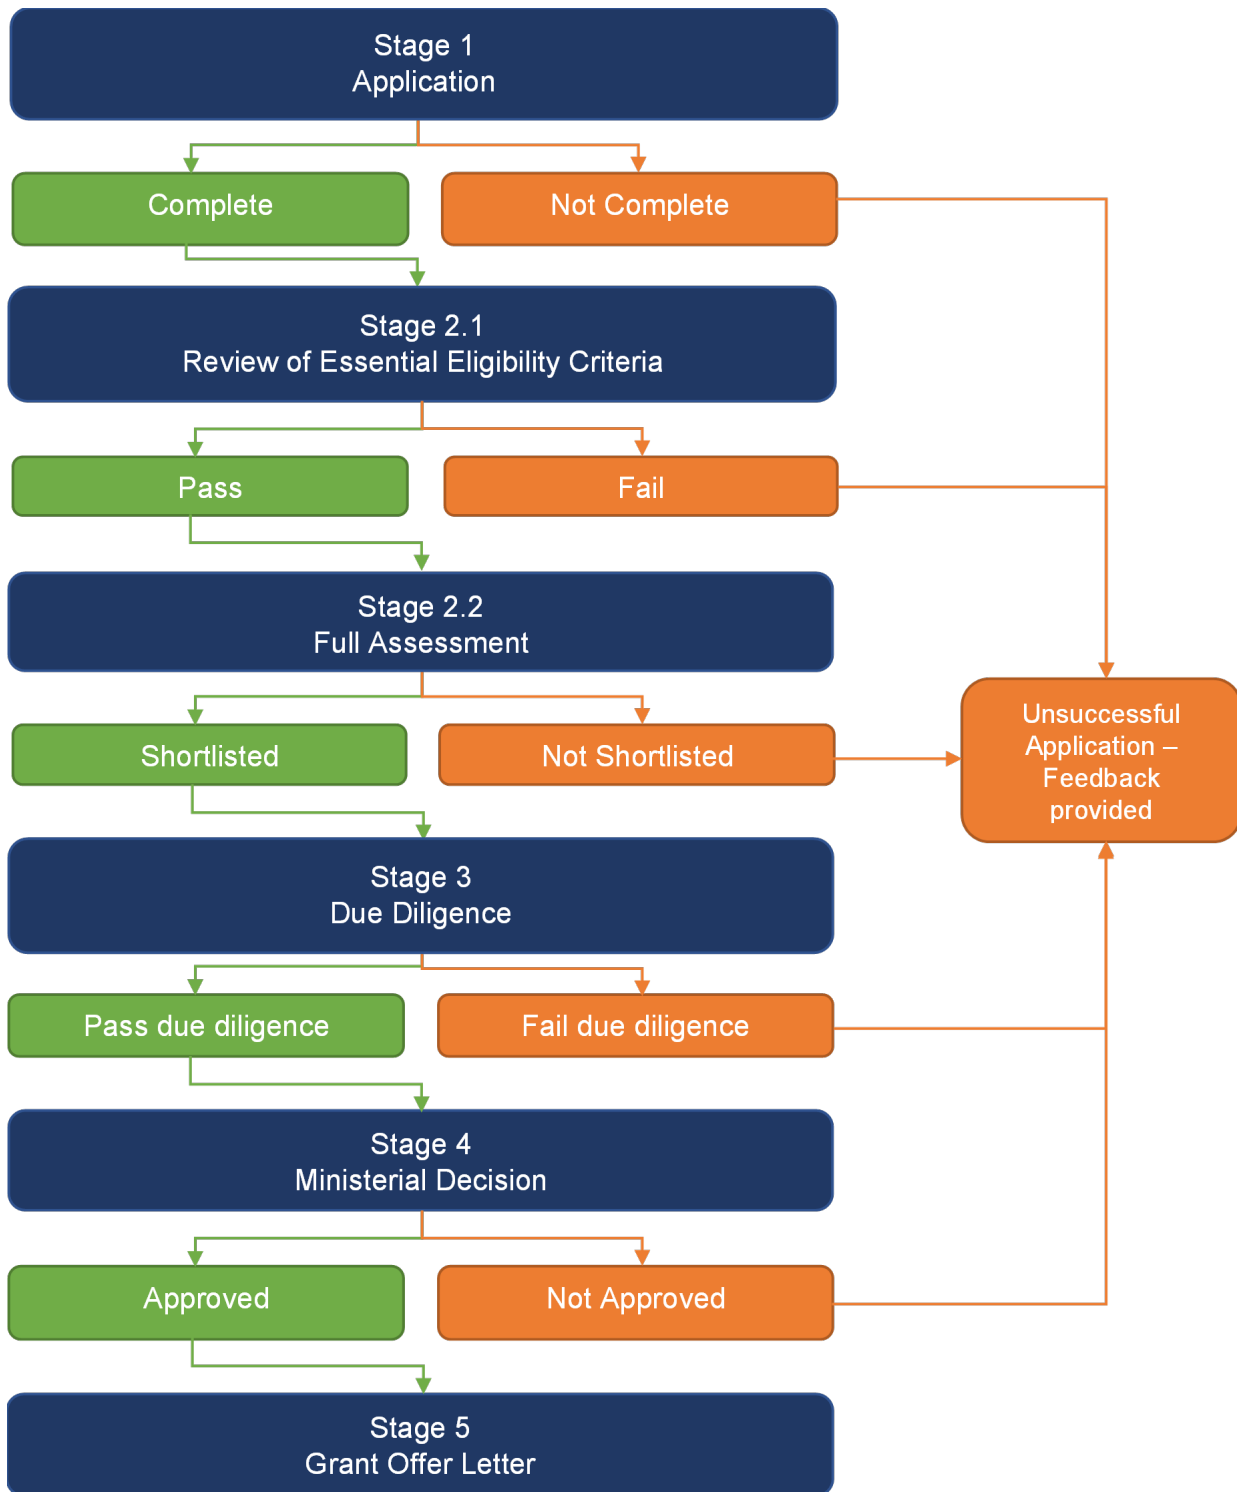 Stage 1
Application
Complete
Not Complete
Stage 2.1
Review of Essential Eligibility Criteria
Pass
Fail
Stage 2.2
Full Assessment
Shortlisted
Not Shortlisted
Unsuccessful
Application –
Feedback
provided
Stage 3
Due Diligence
Pass due diligence
Fail due diligence
Stage 4
Ministerial Decision
Approved
Not Approved
Stage 5
Grant Offer Letter